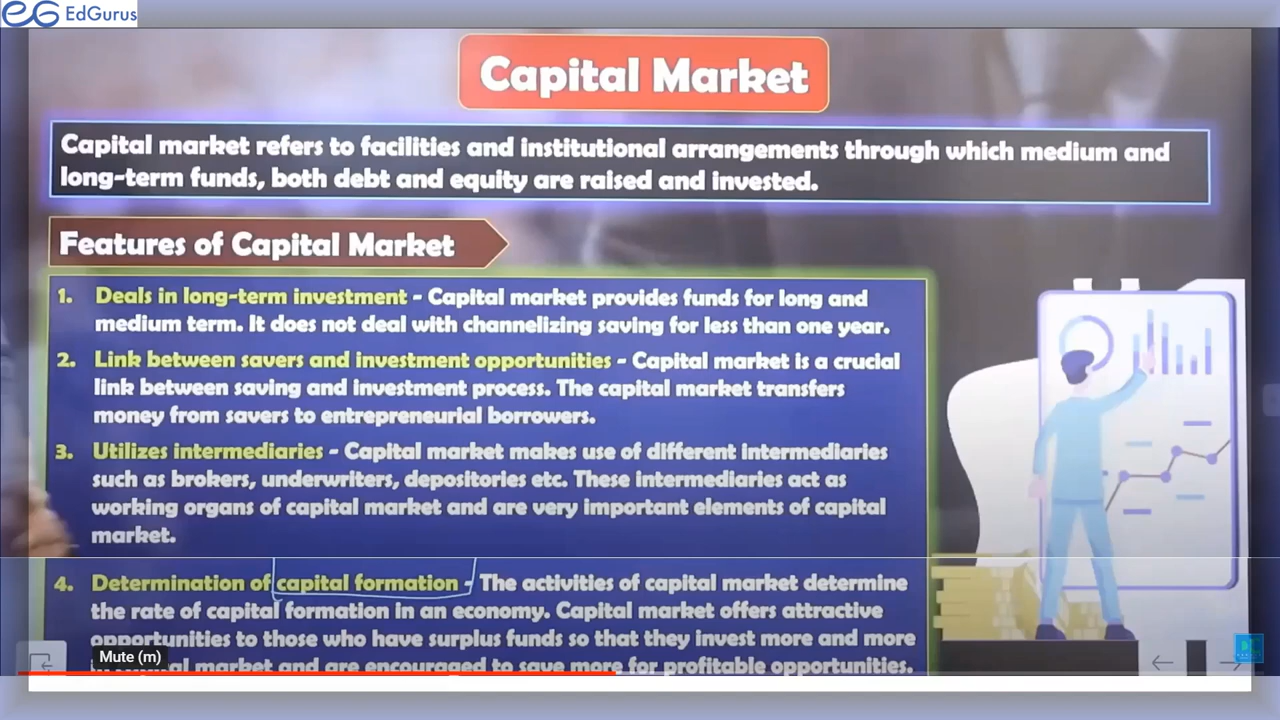 EdGurus
Capital Market
Capital market refers to facilities and institutional arrangements through which medium and
long-term funds, both debt and equity are raised and invested.
Features of Capital Market
1. Deals in long-term investment - Capital market provides funds for long and
medium term. It does not deal with channelizing saving for less than one year.
2. Link between savers and investment opportunities - Capital market is a crucial
link between saving and investment process. The capital market transfers
money from savers to entrepreneurial borrowers.
3. Utilizes intermediaries - Capital market makes use of different intermediaries
such as brokers, underwriters, depositories etc. These intermediaries act as
working organs of capital market and are very important elements of capital
market.
4. Determination of capital formation - The activities of capital market determine
the rate of capital formation in an economy. Capital market offers attractive
opportunities to those who have surplus funds so that they invest more and more
Mute (m)
market and are encouraged to save more for profitable opportunities.